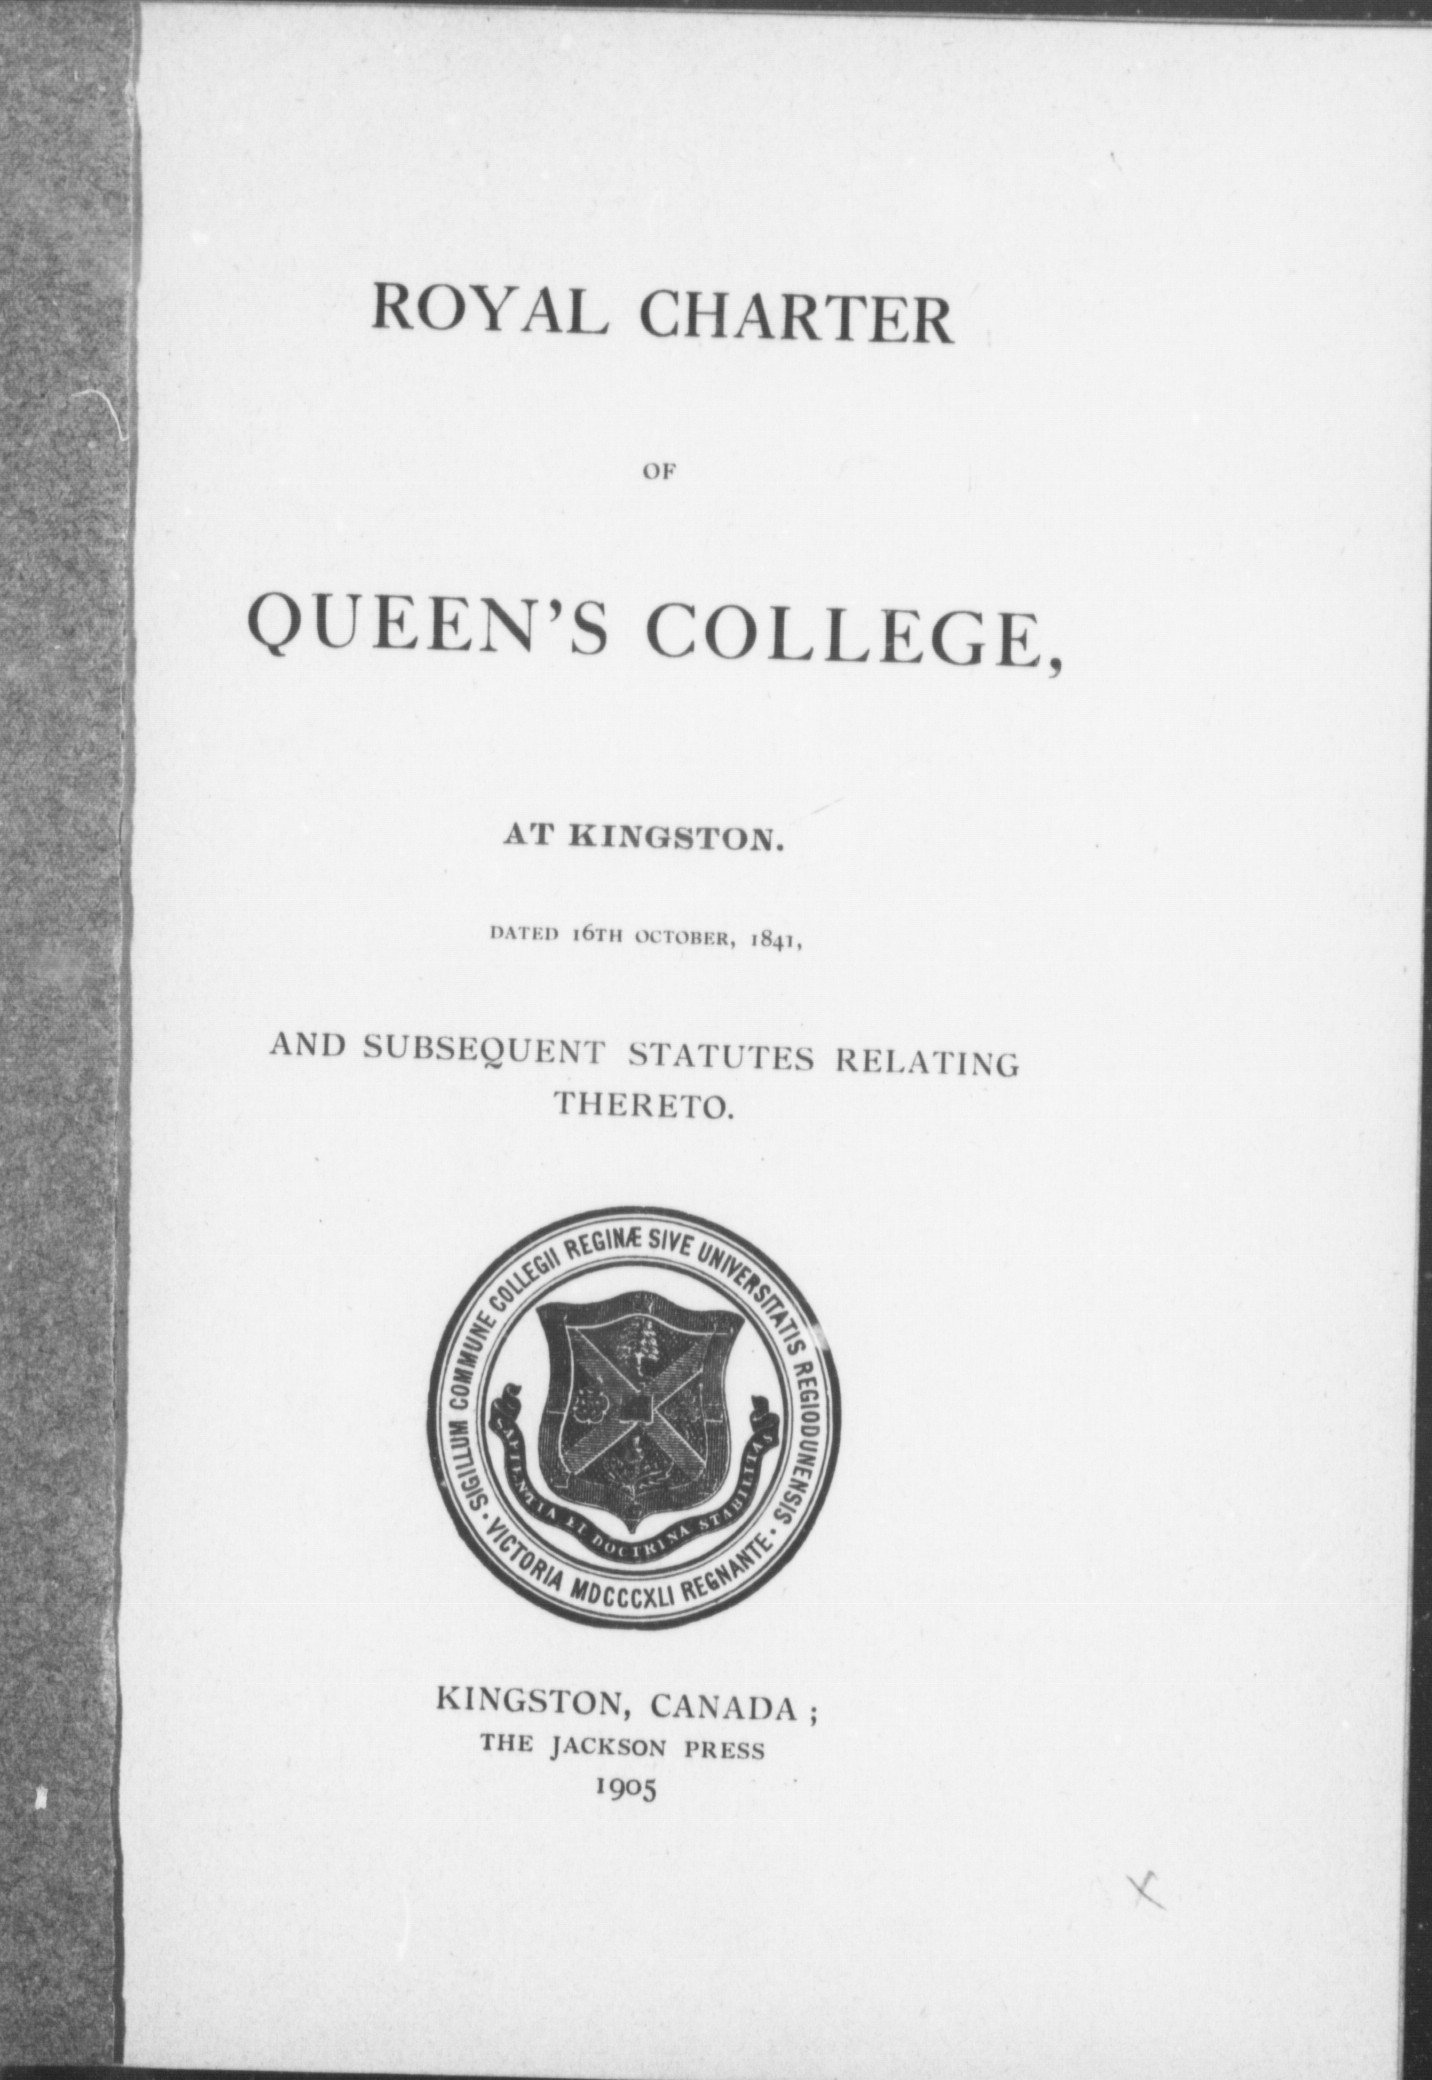 ROYAL CHARTER
OF
QUEEN'S COLLEGE,
AT KINGSTON.
DATED 16TH OCTOBER, 1841,
AND SUBSEQUENT STATUTES RELATING
THERETO.
SIGILLUM COMMUNE COLLEGII REGINÆ SIVE UNIVERSITATIS REGIODUNENSIS
· VICTORIA MDCCCXLI REGNANTE ·
SAPIENTIA ET DOCTRINA STABILITAS
KINGSTON, CANADA ;
THE JACKSON PRESS
1905
X